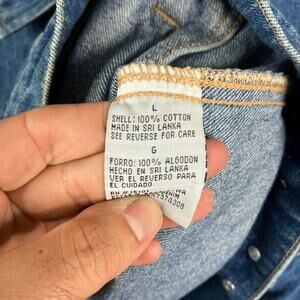 L
SHELL: 100% COTTON
MADE IN SRI LANKA
SEE REVERSE FOR CARE
G
FORRO: 100% ALGODON
HECHO EN SRI LANKA
VER EL REVERSO PARA
EL CUIDADO